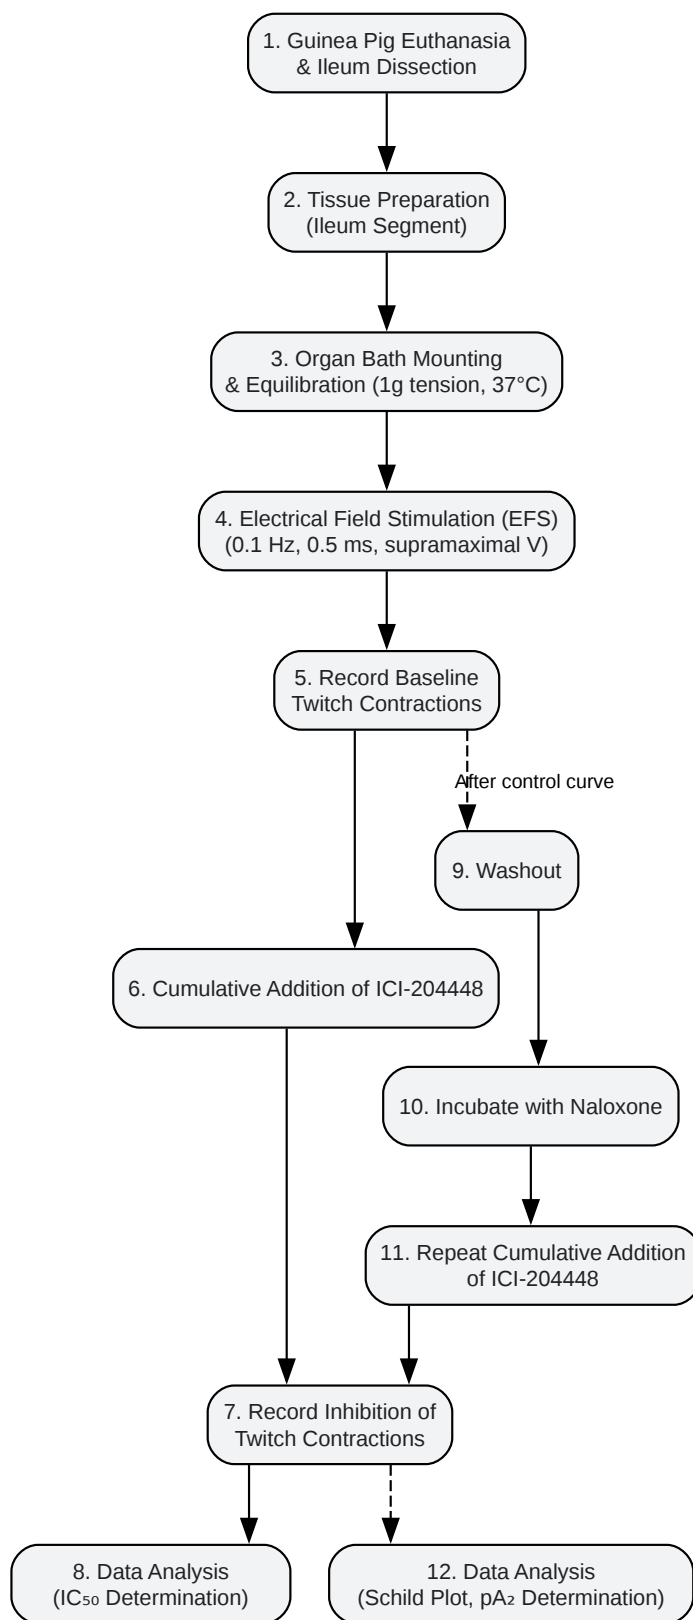 1. Guinea Pig Euthanasia
& Ileum Dissection
2. Tissue Preparation
(Ileum Segment)
3. Organ Bath Mounting
& Equilibration (1g tension, 37°C)
4. Electrical Field Stimulation (EFS)
(0.1 Hz, 0.5 ms, supramaximal V)
5. Record Baseline
Twitch Contractions
After control curve
9. Washout
6. Cumulative Addition of ICI-204448
10. Incubate with Naloxone
11. Repeat Cumulative Addition
of ICI-204448
7. Record Inhibition of
Twitch Contractions
8. Data Analysis
(IC₅₀ Determination)
12. Data Analysis
(Schild Plot, pA₂ Determination)